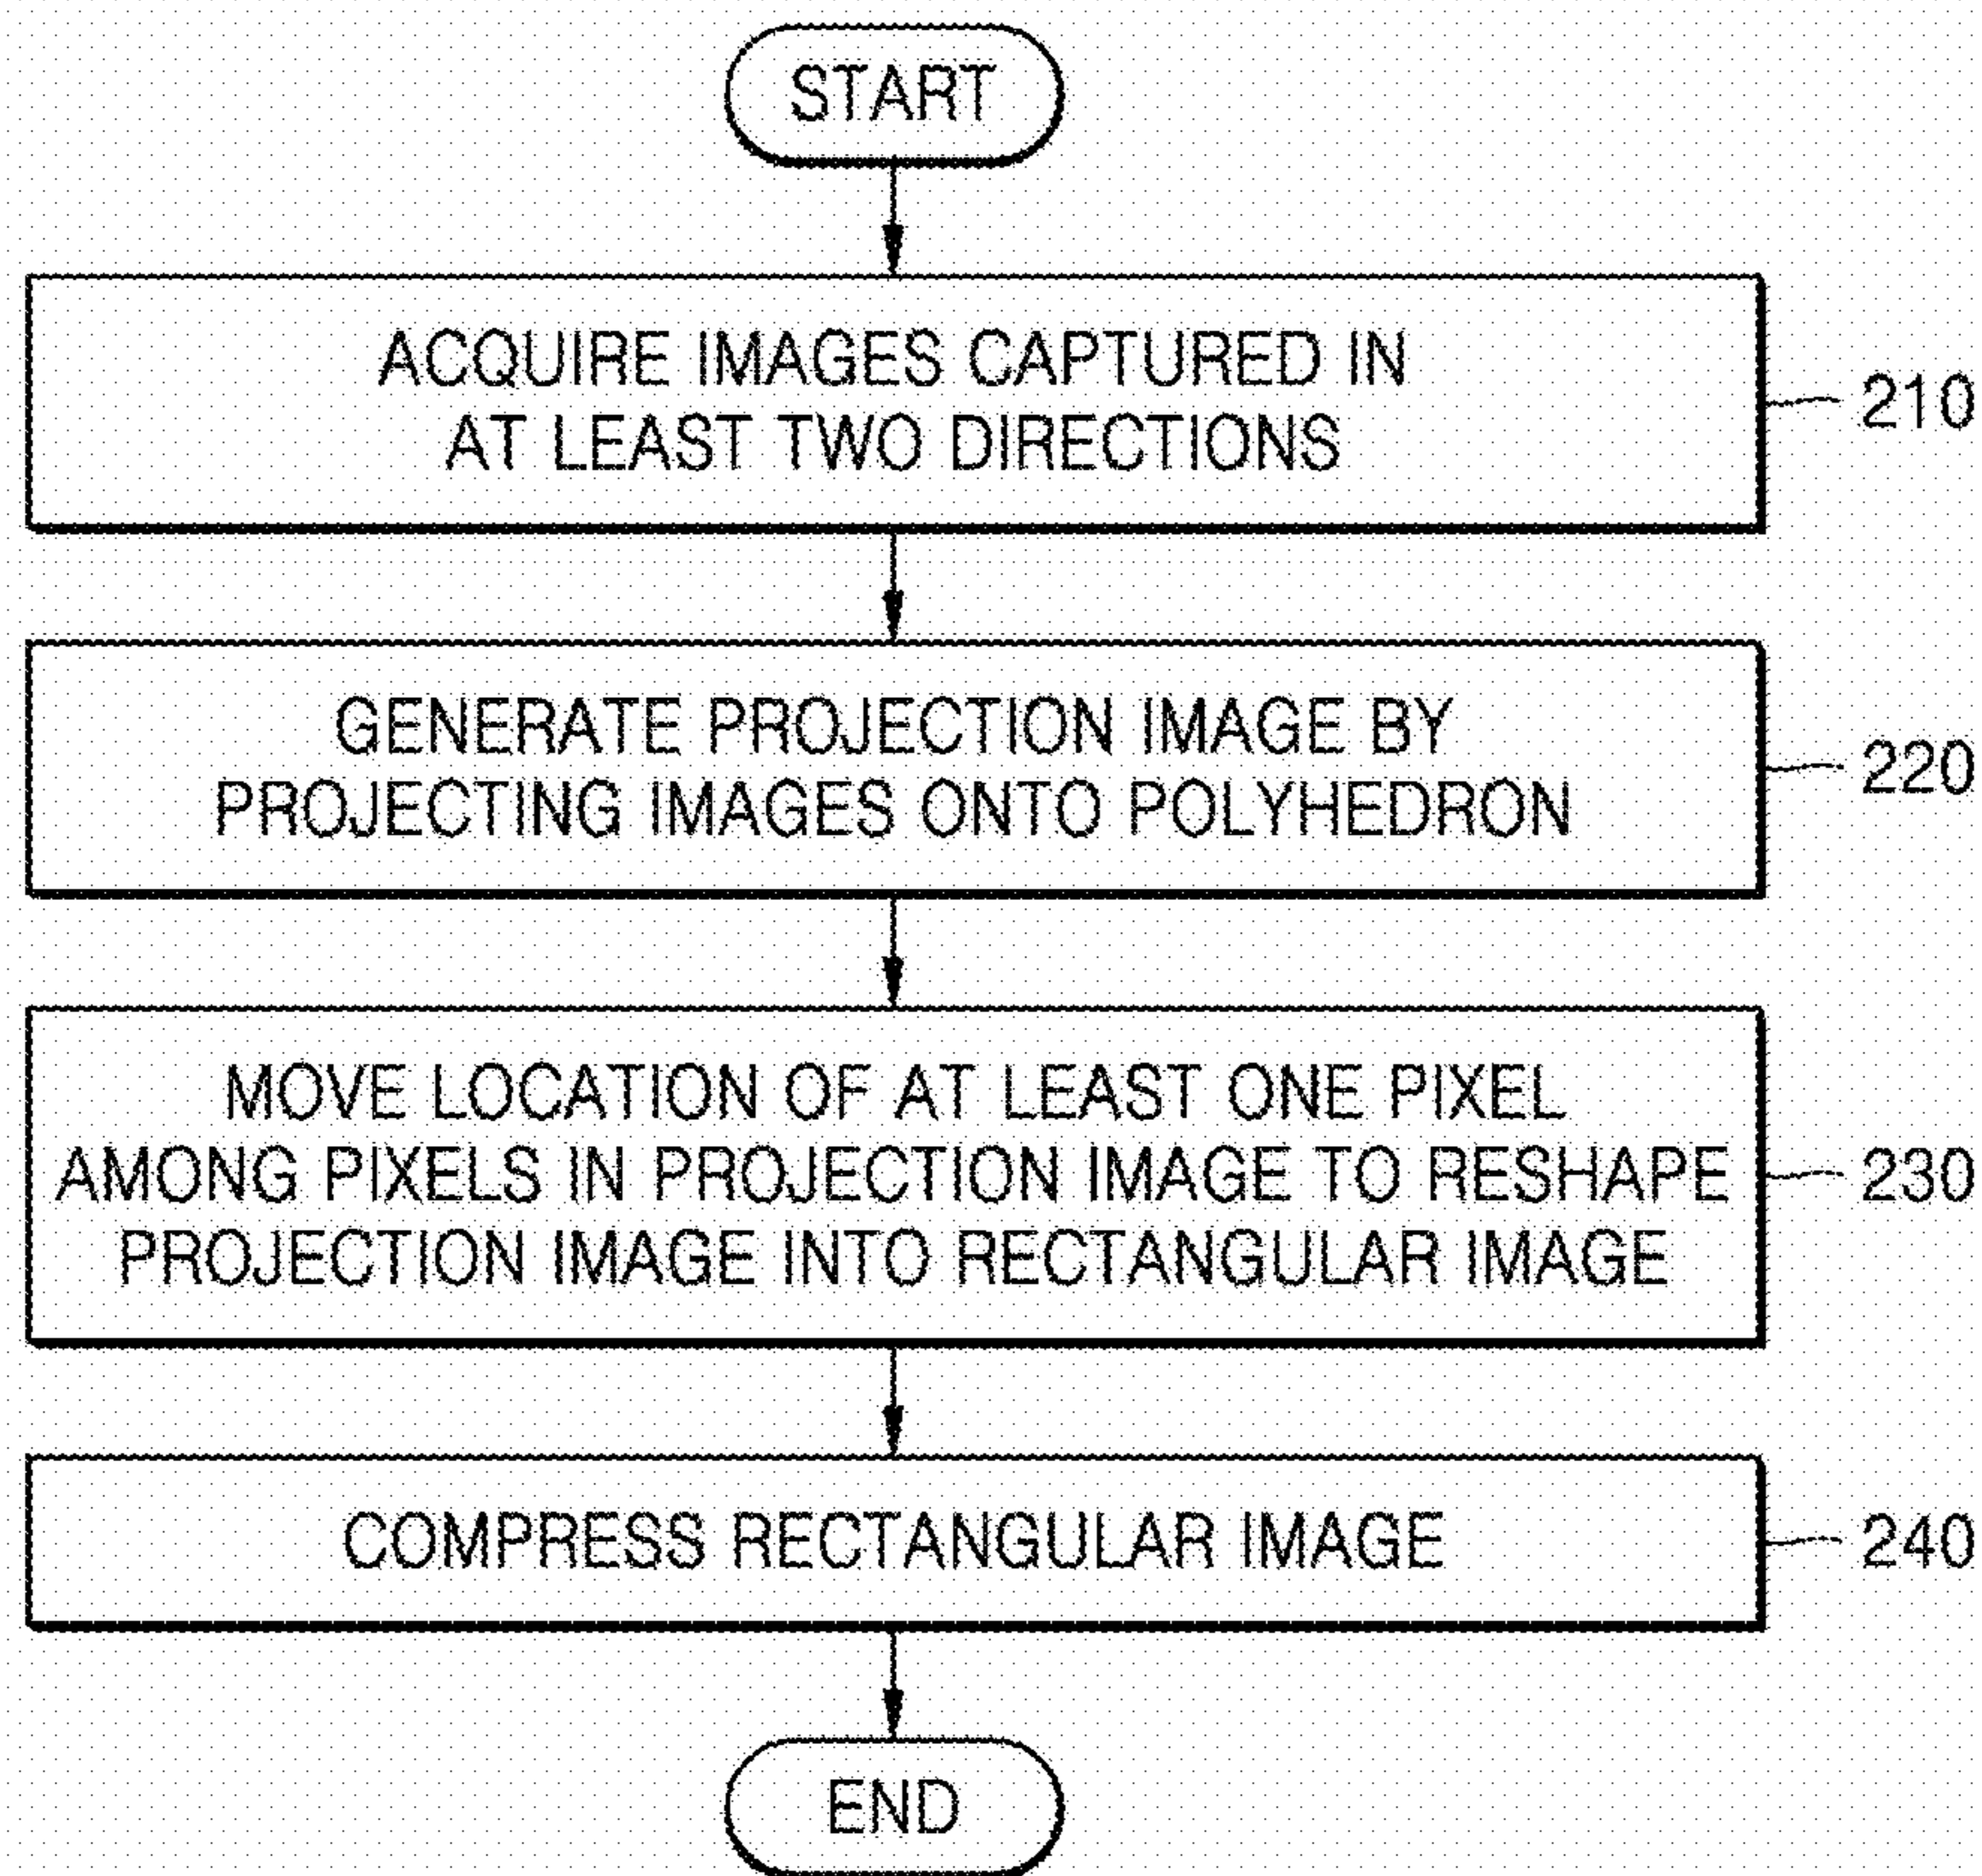 START
ACQUIRE IMAGES CAPTURED IN
AT LEAST TWO DIRECTIONS
210
GENERATE PROJECTION IMAGE BY
PROJECTING IMAGES ONTO POLYHEDRON
220
MOVE LOCATION OF AT LEAST ONE PIXEL
AMONG PIXELS IN PROJECTION IMAGE TO RESHAPE
PROJECTION IMAGE INTO RECTANGULAR IMAGE
230
COMPRESS RECTANGULAR IMAGE
240
END